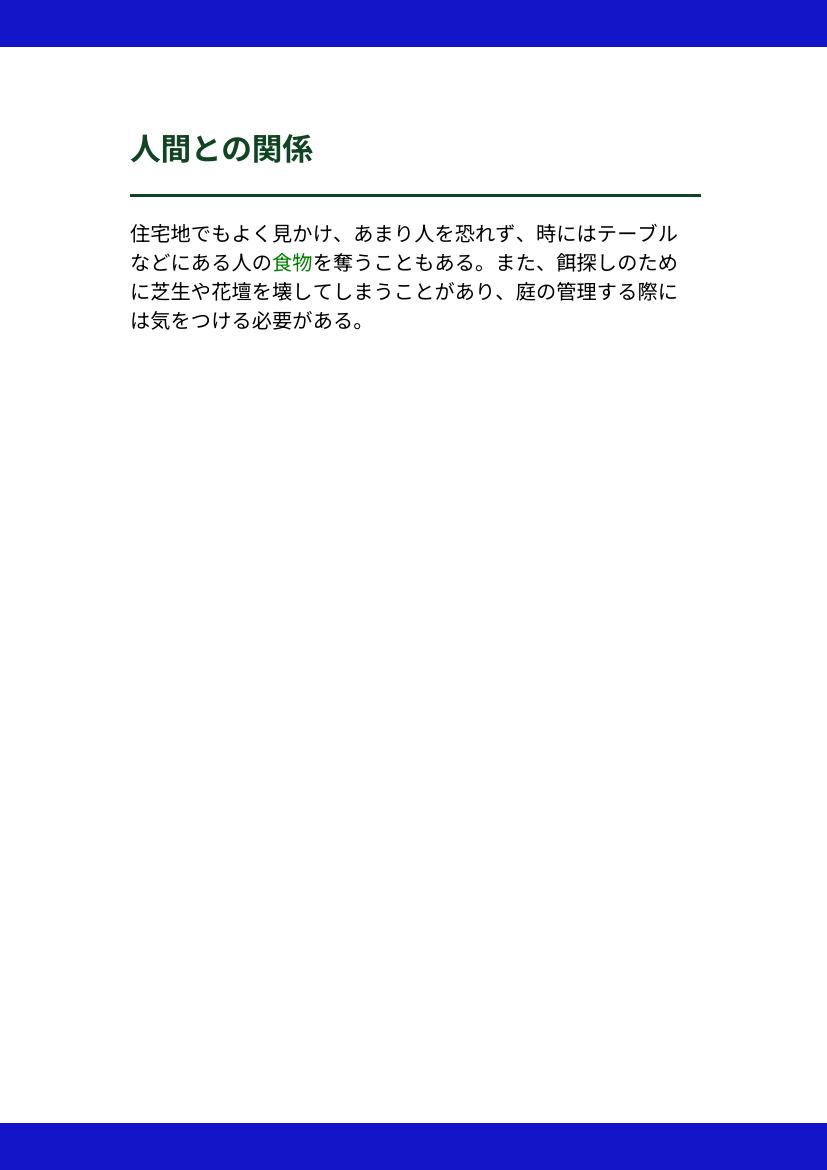 人間との関係
住宅地でもよく見かけ、あまり人を恐れず、時にはテーブル
などにある人の食物を奪うこともある。また、餌探しのため
に芝生や花壇を壊してしまうことがあり、庭の管理する際に
は気をつける必要がある。